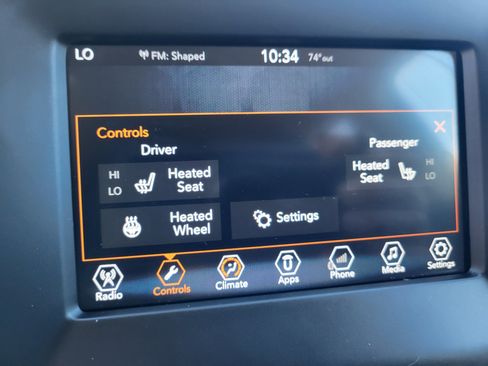 LO FM: Shaped 10:34 74°out
Controls
Driver Passenger
HI Heated Heated HI
LO Seat Seat LO
Heated Settings
Wheel
Radio Controls Climate Apps Phone Media Settings